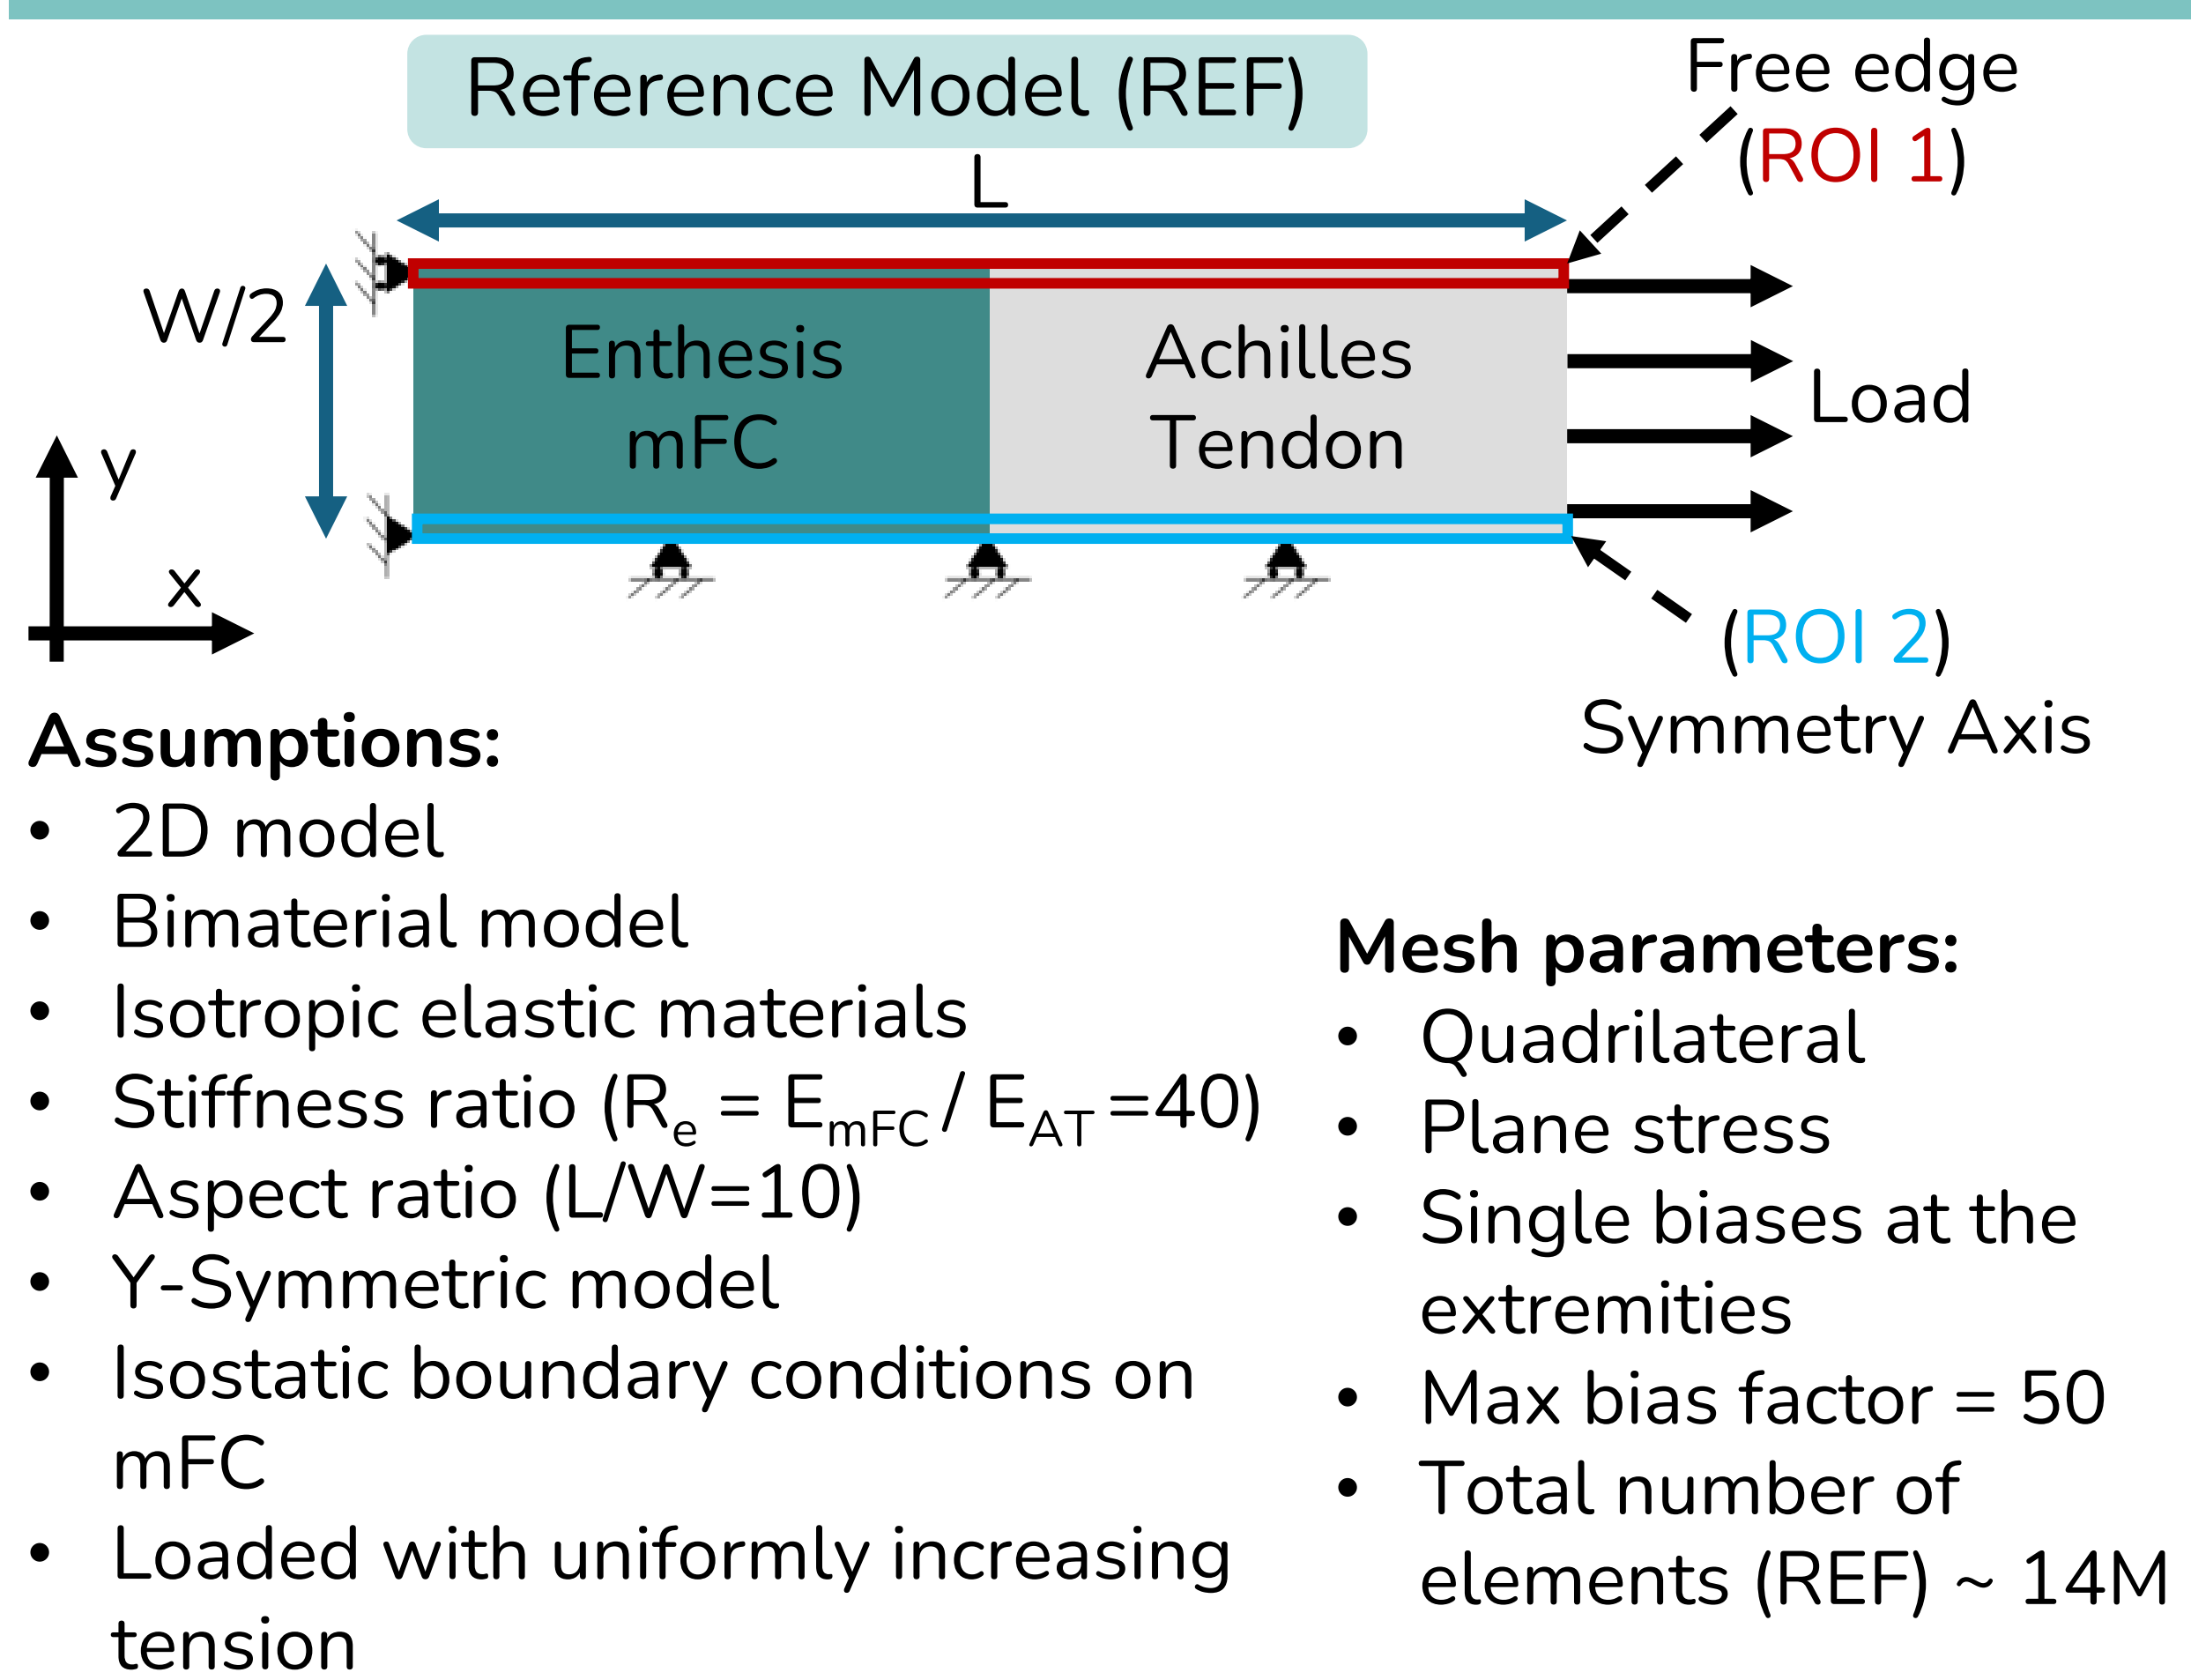 Reference Model (REF)
Free edge
(ROI 1)
L
W/2
Enthesis
mFC
Achilles
Tendon
Load
y
x
(ROI 2)
Symmetry Axis
Assumptions:
• 2D model
• Bimaterial model
• Isotropic elastic materials
• Stiffness ratio (Re = EmFC/ EAT=40)
• Aspect ratio (L/W=10)
• Y-Symmetric model
• Isostatic boundary conditions on
mFC
• Loaded with uniformly increasing
tension
Mesh parameters:
• Quadrilateral
• Plane stress
• Single biases at the
extremities
• Max bias factor = 50
• Total number of
elements (REF) ~ 14M